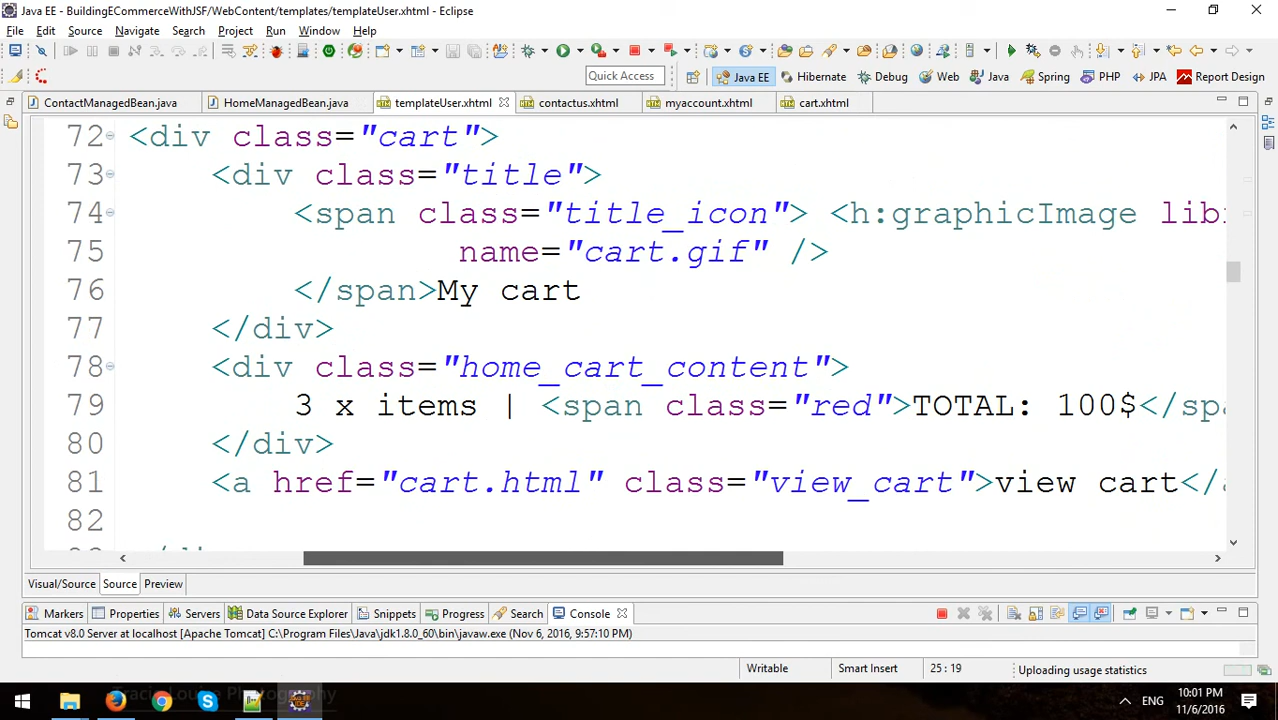 Java EE - BuildingECommerceWithJSF/WebContent/templates/templateUser.xhtml - Eclipse
File Edit Source Navigate Search Project Run Window Help
Quick Access Java EE Hibernate Debug Web Java Spring PHP JPA Report Design
ContactManagedBean.java HomeManagedBean.java templateUser.xhtml contactus.xhtml myaccount.xhtml cart.xhtml
72 <div class="cart">
73 <div class="title">
74 <span class="title_icon"> <h:graphicImage
75 name="cart.gif" />
76 </span>My cart
77 </div>
78 <div class="home_cart_content">
79 3 x items | <span class="red">TOTAL: 100$</sp
80 </div>
81 <a href="cart.html" class="view_cart">view cart</
82
Visual/Source Source Preview
Markers Properties Servers Data Source Explorer Snippets Progress Search Console
Tomcat v8.0 Server at localhost [Apache Tomcat] C:\Program Files\Java\jdk1.8.0_60\bin\javaw.exe (Nov 6, 2016, 9:57:10 PM)
Writable Smart Insert 25 : 19 Uploading usage statistics
ENG 10:01 PM
11/6/2016